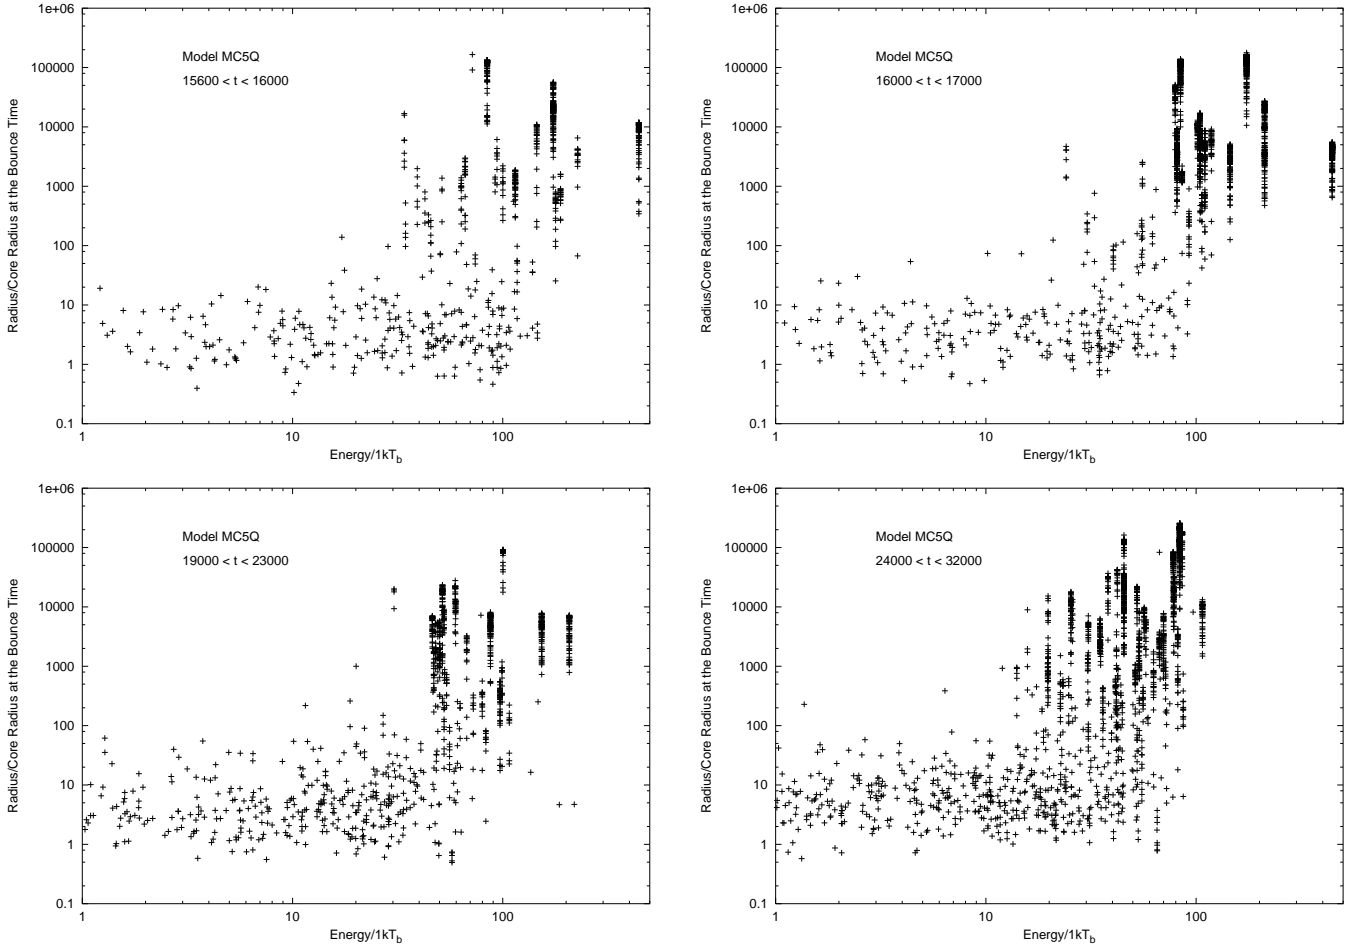 1e+06
100000
10000
1000
100
10
1
0.1
1
10
100
Radius/Core Radius at the Bounce Time
Energy/1kT_b
Model MC5Q
15600 < t < 16000
1e+06
100000
10000
1000
100
10
1
0.1
1
10
100
Radius/Core Radius at the Bounce Time
Energy/1kT_b
Model MC5Q
16000 < t < 17000
1e+06
100000
10000
1000
100
10
1
0.1
1
10
100
Radius/Core Radius at the Bounce Time
Energy/1kT_b
Model MC5Q
19000 < t < 23000
1e+06
100000
10000
1000
100
10
1
0.1
1
10
100
Radius/Core Radius at the Bounce Time
Energy/1kT_b
Model MC5Q
24000 < t < 32000